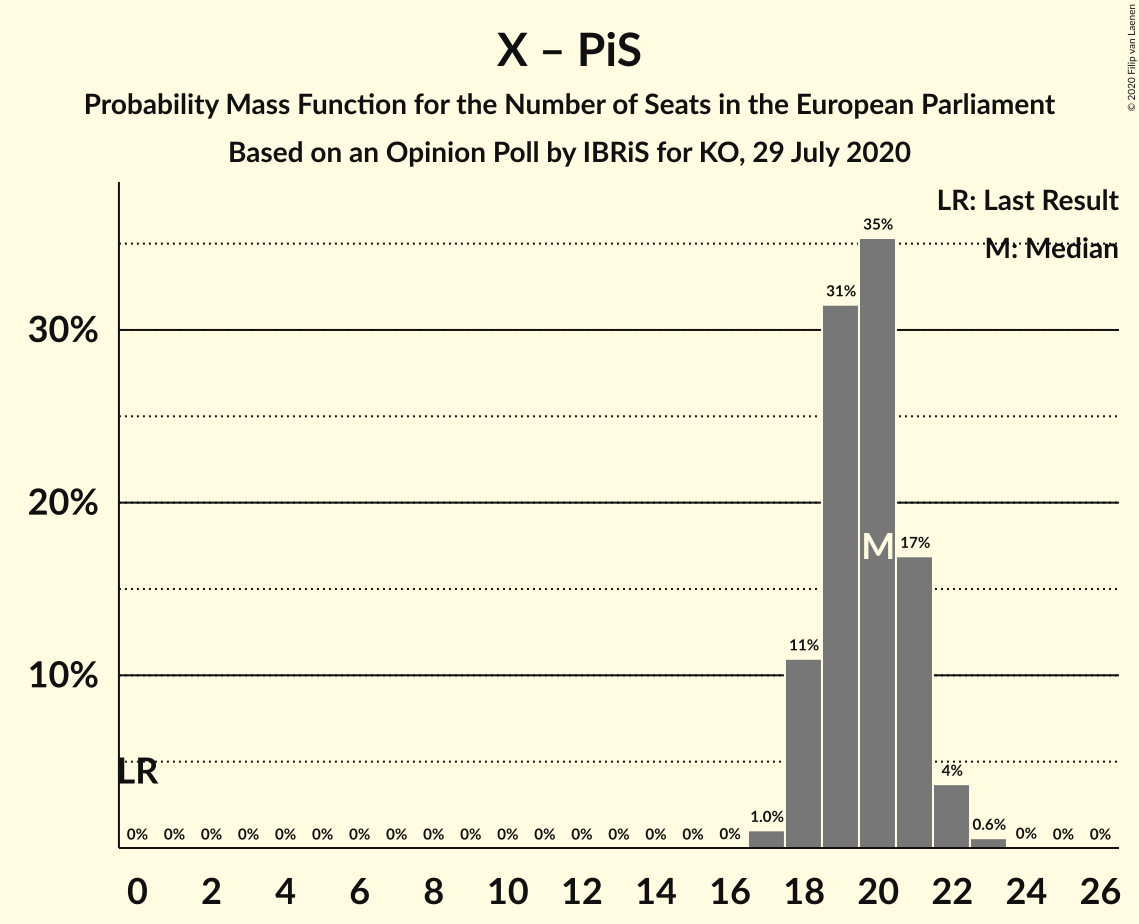 X – PiS
Probability Mass Function for the Number of Seats in the European Parliament
Based on an Opinion Poll by IBRiS for KO, 29 July 2020
© 2020 Filip van Laenen
LR: Last Result
M: Median
35%
31%
30%
20%
M 17%
11%
10%
LR
4%
1.0% 0.6%
0% 0% 0% 0% 0% 0% 0% 0% 0% 0% 0% 0% 0% 0% 0% 0% 0% 0% 0% 0%
0 2 4 6 8 10 12 14 16 18 20 22 24 26